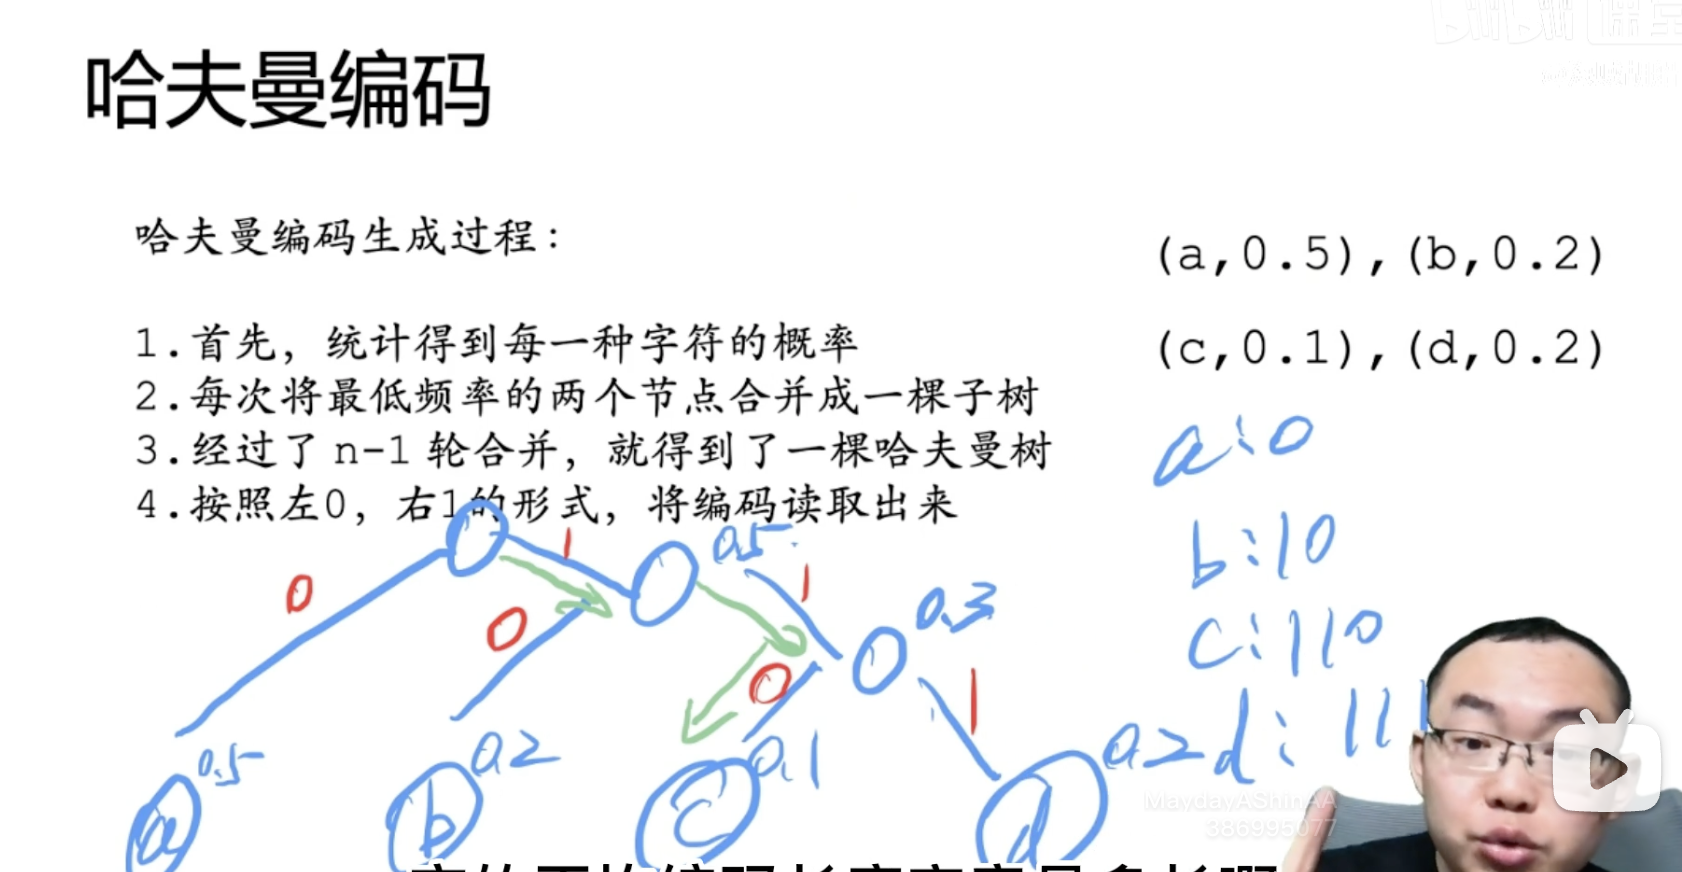 哈夫曼编码
哈夫曼编码生成过程：
(a,0.5),(b,0.2)
(c,0.1),(d,0.2)
1.首先，统计得到每一种字符的概率
2.每次将最低频率的两个节点合并成一棵子树
3.经过了 n-1 轮合并，就得到了一棵哈夫曼树
4.按照左0，右1的形式，将编码读取出来
a:0
b:10
c:110
d:111
0
1
0.5
0
1
0.3
0
1
0.5
0.2
0.1
0.2
a
b
c
d
MaydayAShinAA
386995077